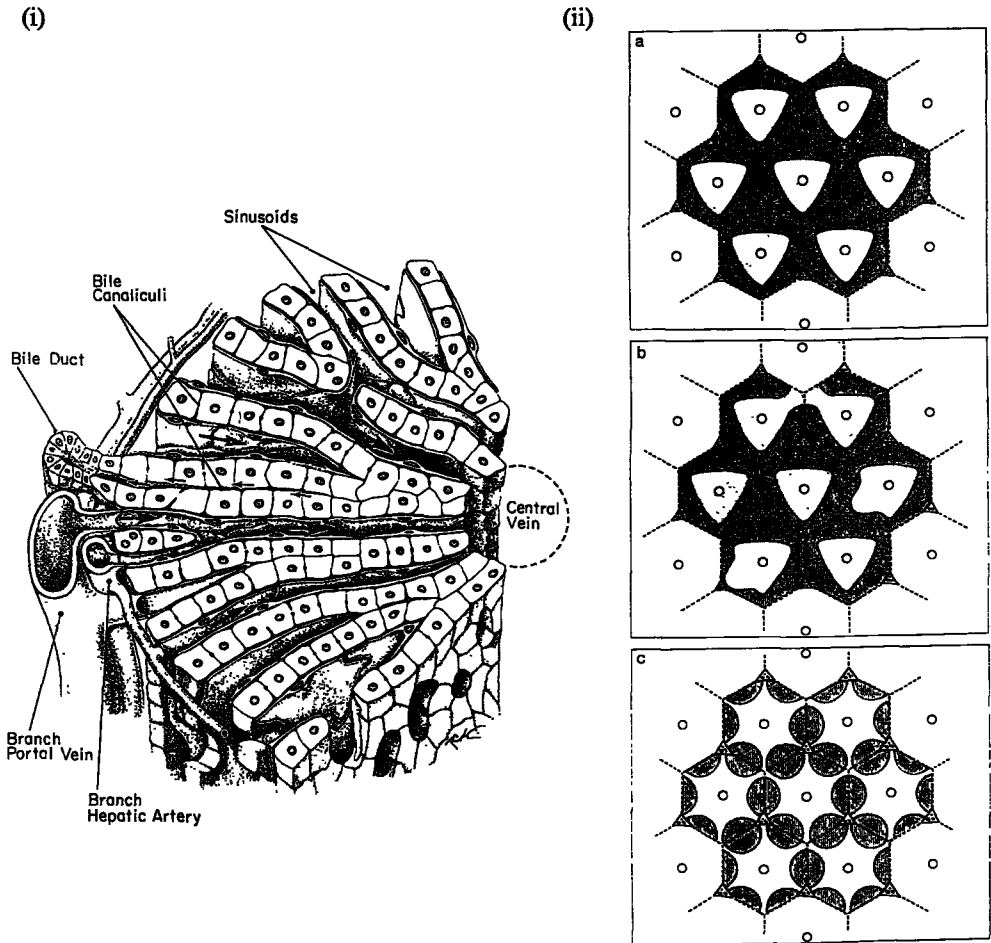 (i)
(ii)
Sinusoids
Bile
Canaliculi
Bile Duct
Central
Vein
Branch
Portal Vein
Branch
Hepatic Artery
a
b
c